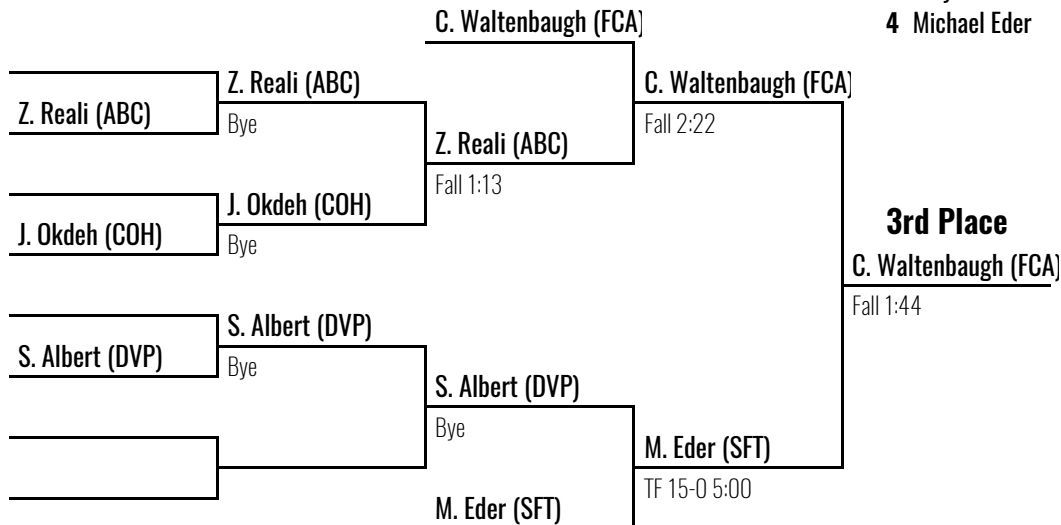 4 Michael Eder
C. Waltenbaugh (FCA)
Z. Reali (ABC)
C. Waltenbaugh (FCA)
Z. Reali (ABC)
Bye
Fall 2:22
Z. Reali (ABC)
Fall 1:13
J. Okdeh (COH)
J. Okdeh (COH)
Bye
3rd Place
C. Waltenbaugh (FCA)
Fall 1:44
S. Albert (DVP)
S. Albert (DVP)
Bye
S. Albert (DVP)
Bye
M. Eder (SFT)
TF 15-0 5:00
M. Eder (SFT)